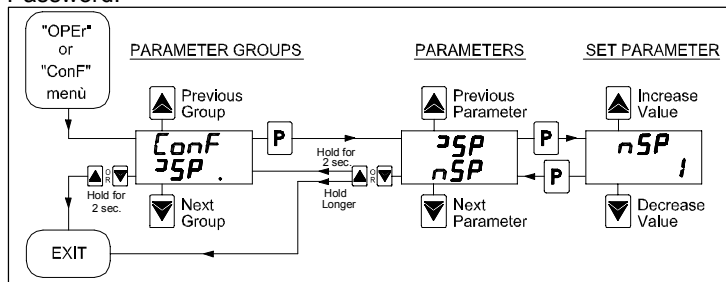 Password.
"OPEr"
or
"ConF"
menù
PARAMETER GROUPS
PARAMETERS
SET PARAMETER
Previous
Group
Previous
Parameter
Increase
Value
ConF
SP .
P
SP
nSP
P
nSP
1
P
Hold for
2 sec.
OR
Hold
Longer
OR
Hold for
2 sec.
Next
Group
Next
Parameter
Decrease
Value
EXIT